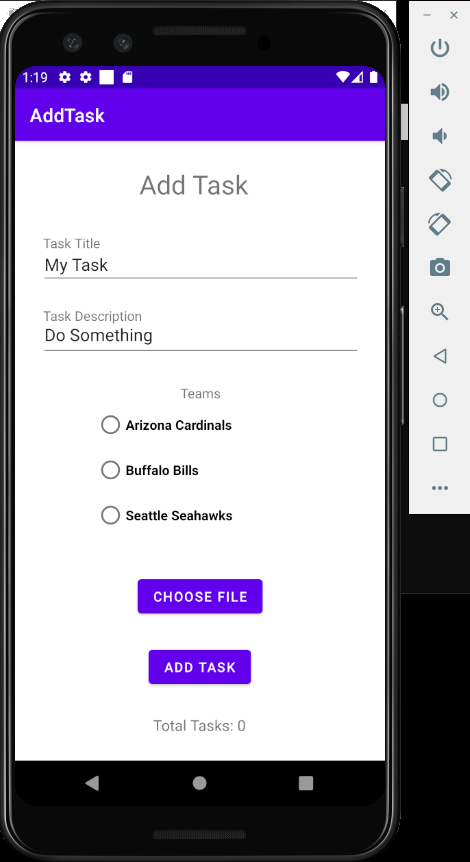 1:19
AddTask
Add Task
Task Title
My Task
Task Description
Do Something
Teams
Arizona Cardinals
Buffalo Bills
Seattle Seahawks
CHOOSE FILE
ADD TASK
Total Tasks: 0